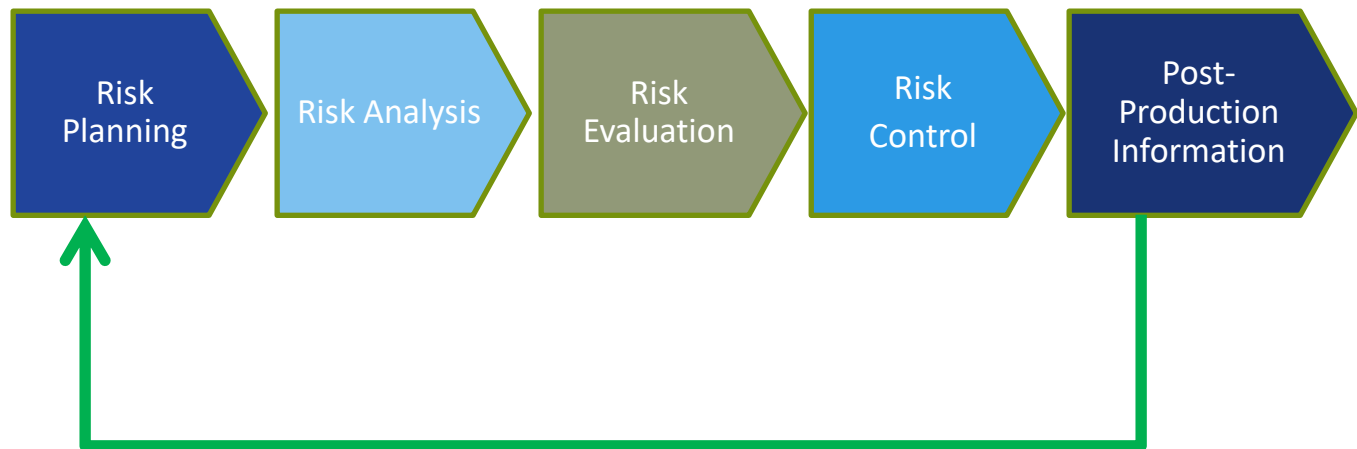 Risk
Planning
Risk Analysis
Risk
Evaluation
Risk
Control
Post-
Production
Information